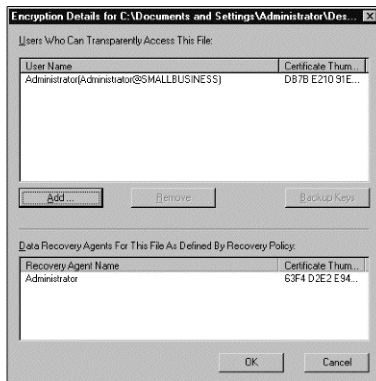 Encryption Details for C:\Documents and Settings\Administrator\Des...
Users Who Can Transparently Access This File:
User Name Certificate Thum...
Administrator(Administrator@SMALLBUSINESS) DB7B E210 91E...
Add ... Remove Backup Keys
Data Recovery Agents For This File As Defined By Recovery Policy:
Recovery Agent Name Certificate Thum...
Administrator 63F4 D2E2 E94...
OK Cancel